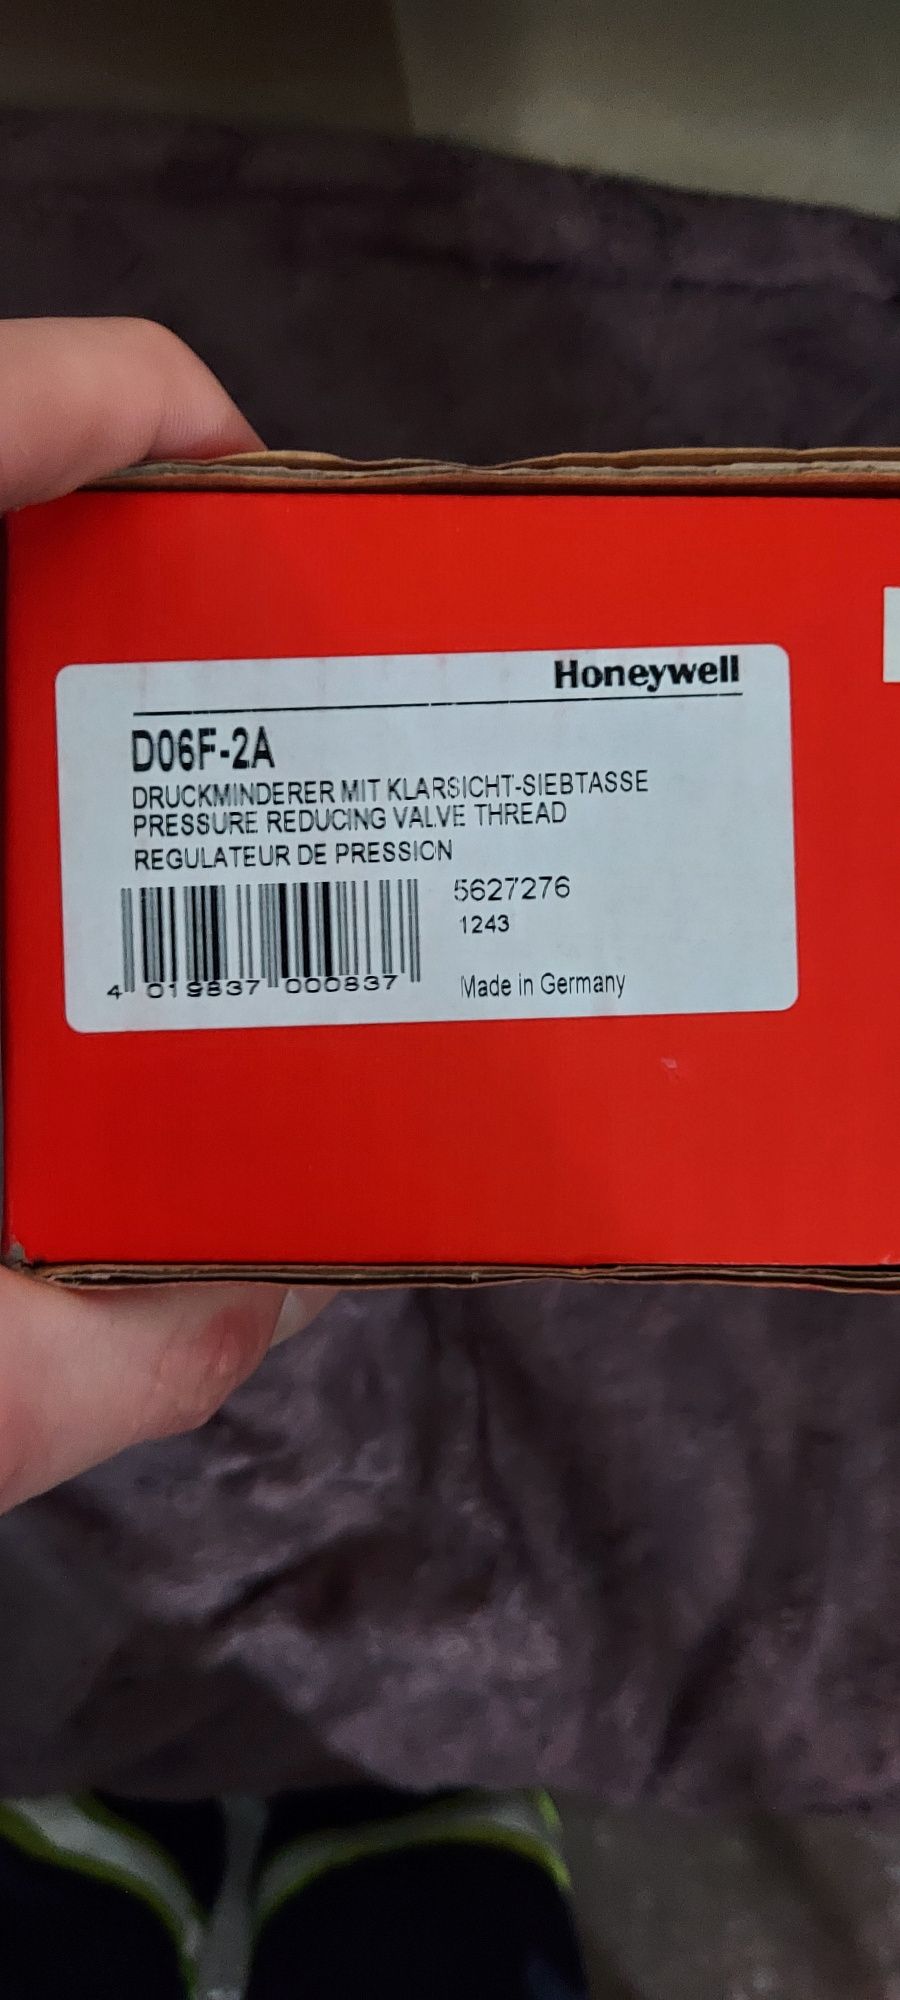 Honeywell
D06F-2A
DRUCKMINDERER MIT KLARSICHT-SIEBTASSE
PRESSURE REDUCING VALVE THREAD
REGULATEUR DE PRESSION
5627276
1243
4 019837 000837
Made in Germany